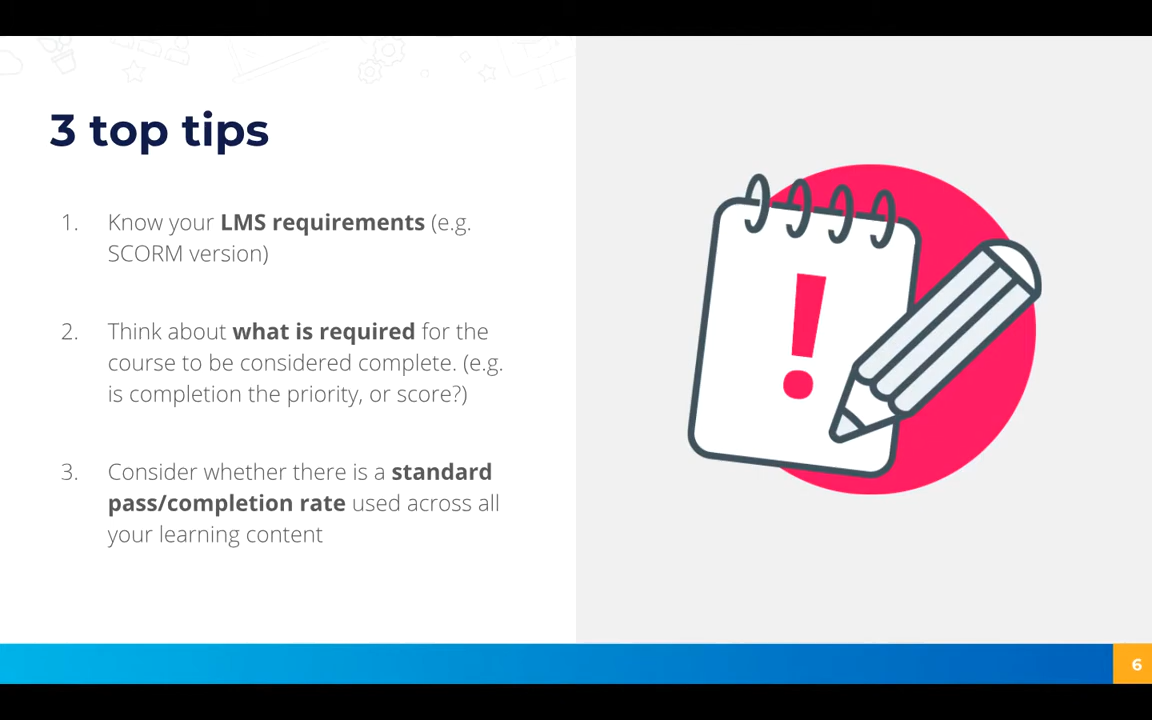 3 top tips
1. Know your LMS requirements (e.g.
SCORM version)
2. Think about what is required for the
course to be considered complete. (e.g.
is completion the priority, or score?)
3. Consider whether there is a standard
pass/completion rate used across all
your learning content
!
6